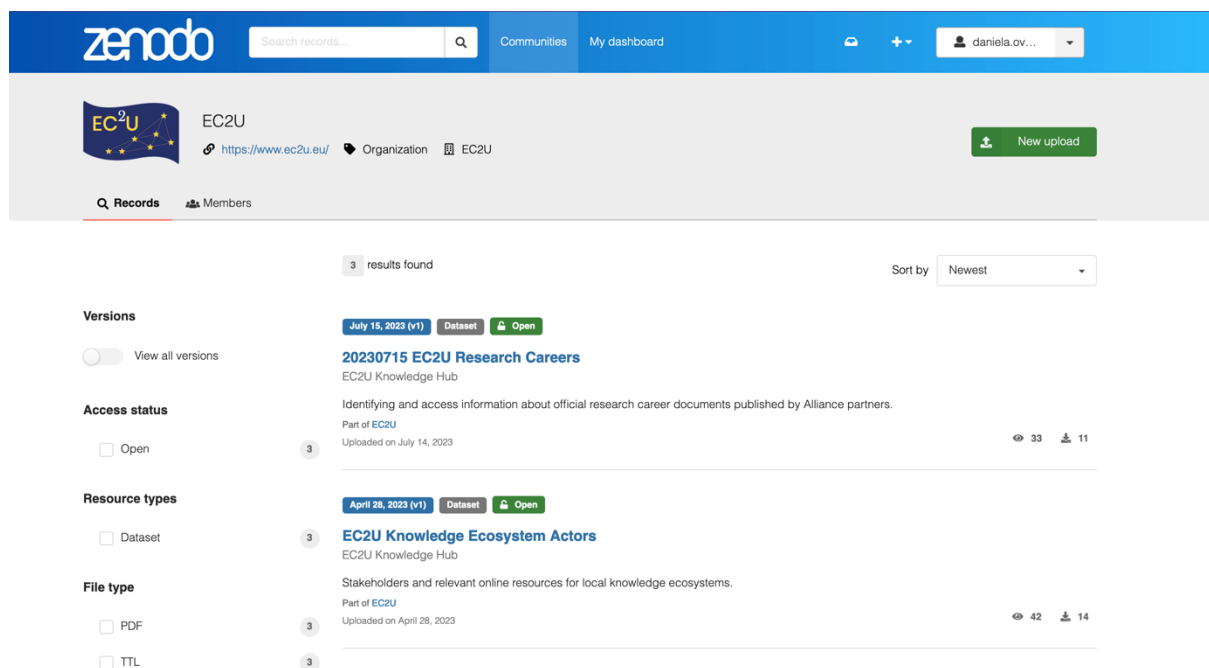 zenodo
Search records...
Communities
My dashboard
daniela.ov...
EC2U
EC2U
https://www.ec2u.eu/ Organization EC2U
New upload
Records Members
3 results found
Sort by Newest
Versions
View all versions
Access status
Open 3
Resource types
Dataset 3
File type
PDF 3
TTL 3
July 15, 2023 (v1) Dataset Open
20230715 EC2U Research Careers
EC2U Knowledge Hub
Identifying and access information about official research career documents published by Alliance partners.
Part of EC2U
Uploaded on July 14, 2023
33 11
April 28, 2023 (v1) Dataset Open
EC2U Knowledge Ecosystem Actors
EC2U Knowledge Hub
Stakeholders and relevant online resources for local knowledge ecosystems.
Part of EC2U
Uploaded on April 28, 2023
42 14